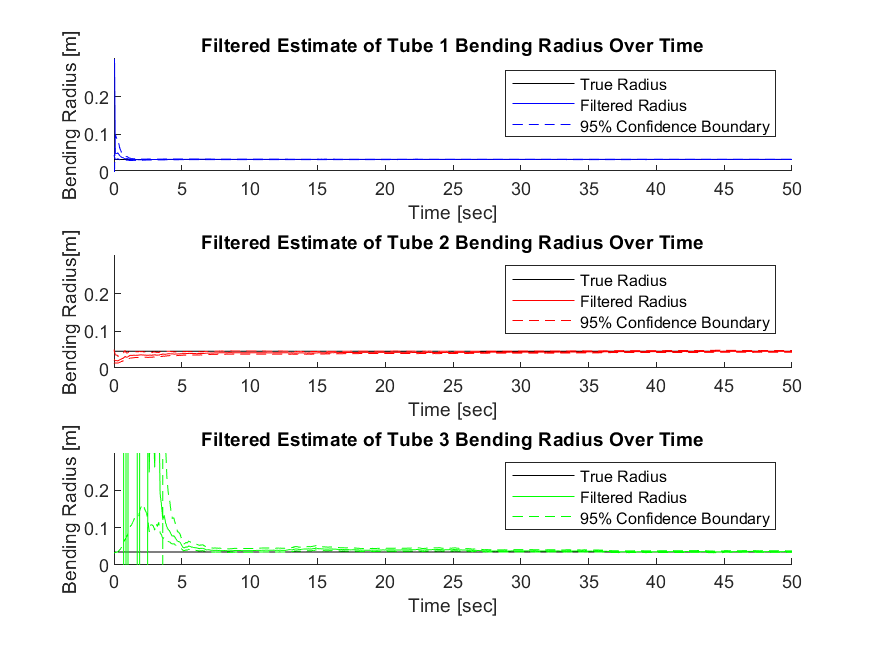 Filtered Estimate of Tube 1 Bending Radius Over Time
Bending Radius [m]
0.2
0.1
0
True Radius
Filtered Radius
95% Confidence Boundary
0 5 10 15 20 25 30 35 40 45 50
Time [sec]
Filtered Estimate of Tube 2 Bending Radius Over Time
Bending Radius[m]
0.2
0.1
0
True Radius
Filtered Radius
95% Confidence Boundary
0 5 10 15 20 25 30 35 40 45 50
Time [sec]
Filtered Estimate of Tube 3 Bending Radius Over Time
Bending Radius [m]
0.2
0.1
0
True Radius
Filtered Radius
95% Confidence Boundary
0 5 10 15 20 25 30 35 40 45 50
Time [sec]